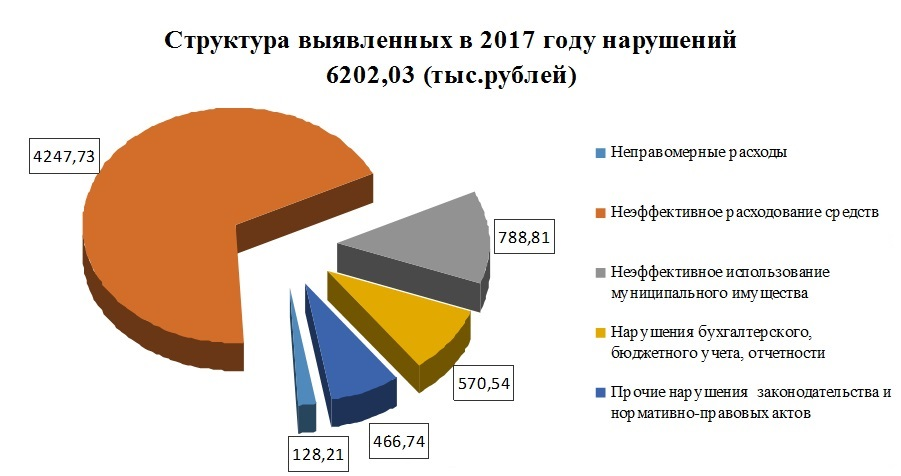 Структура выявленных в 2017 году нарушений
6202,03 (тыс.рублей)
4247,73
788,81
570,54
466,74
128,21
Неправомерные расходы
Неэффективное расходование средств
Неэффективное использование
муниципального имущества
Нарушения бухгалтерского,
бюджетного учета, отчетности
Прочие нарушения законодательства и
нормативно-правовых актов